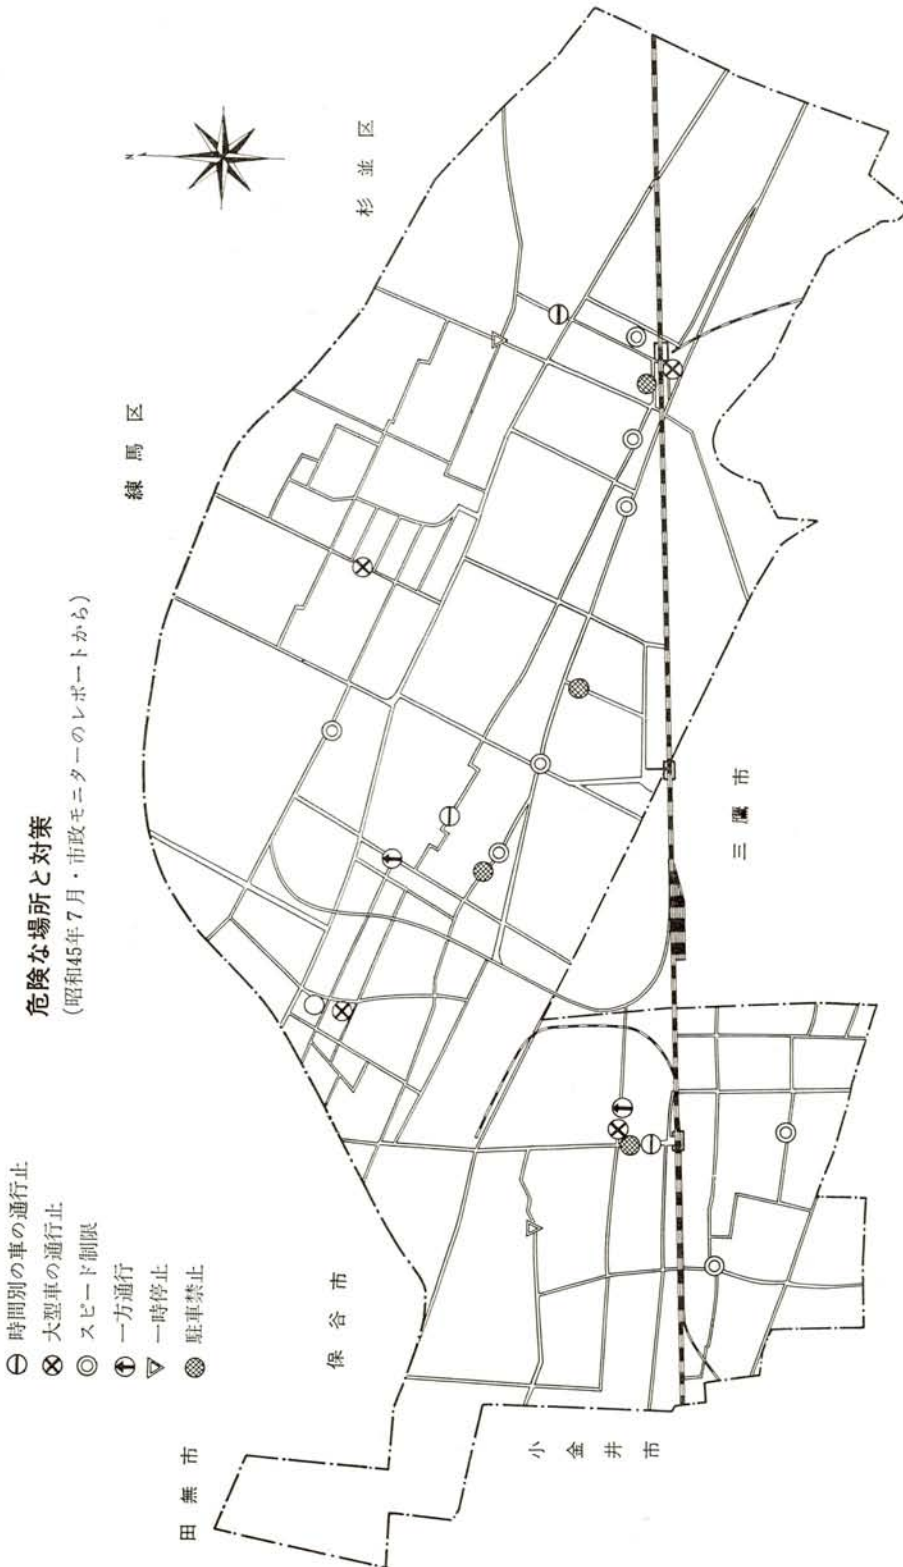 危険な場所と対策
(昭和45年7月・市政モニターのレポートから)
時間別の車の通行止
大型車の通行止
スピード制限
一方通行
一時停止
駐車禁止
N
練馬区
杉並区
田無市
保谷市
小金井市
三鷹市